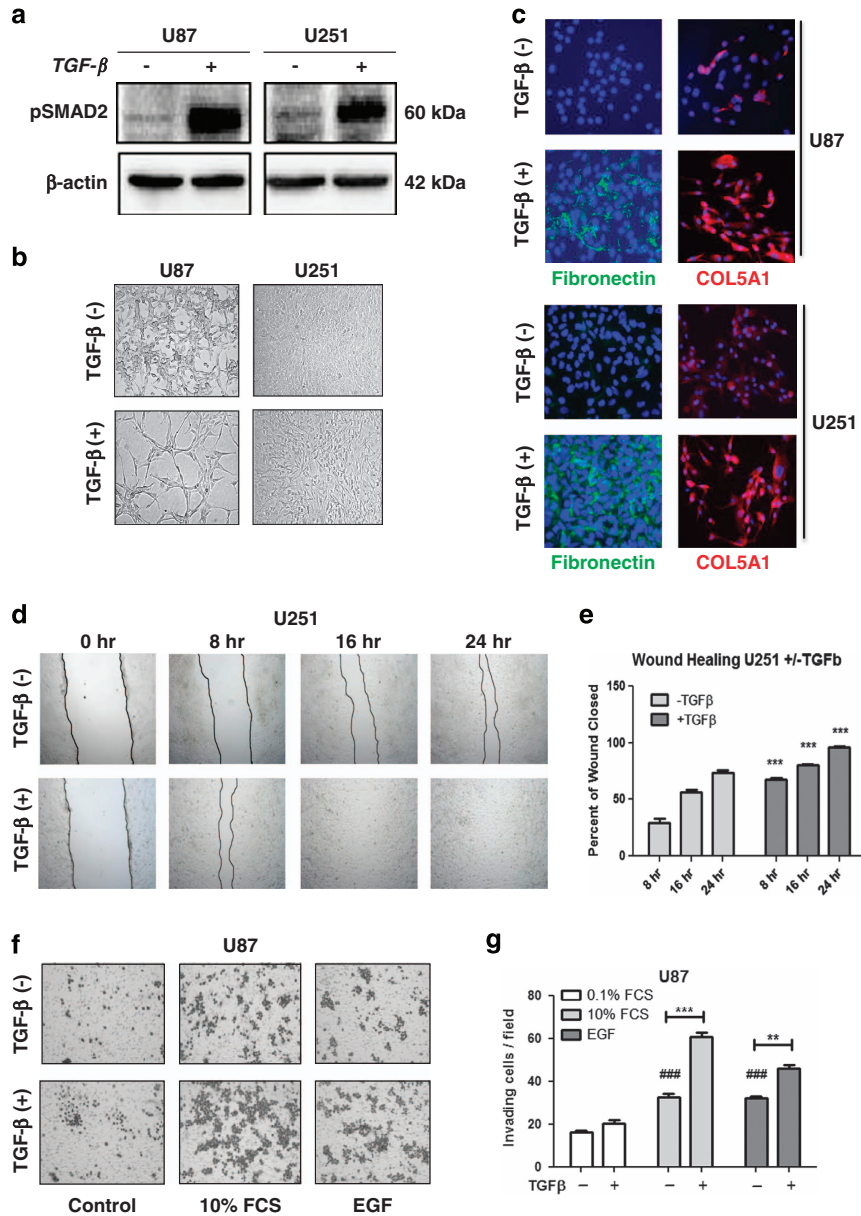 a
U87 U251
TGF-β - + - +
pSMAD2 60 kDa
β-actin 42 kDa
b
U87 U251
TGF-β (-)
TGF-β (+)
c
TGF-β (-)
TGF-β (+)
U87
Fibronectin COL5A1
TGF-β (-)
TGF-β (+)
U251
Fibronectin COL5A1
d
U251
0 hr 8 hr 16 hr 24 hr
TGF-β (-)
TGF-β (+)
e
Wound Healing U251 +/-TGFb
Percent of Wound Closed
150
100
50
0
-TGFβ
+TGFβ
*** *** ***
8 hr 16 hr 24 hr 8 hr 16 hr 24 hr
f
U87
TGF-β (-)
TGF-β (+)
Control 10% FCS EGF
g
U87
Invading cells / field
80
60
40
20
0
0.1% FCS
10% FCS
EGF
*** **
### ###
TGFβ − + − + − +